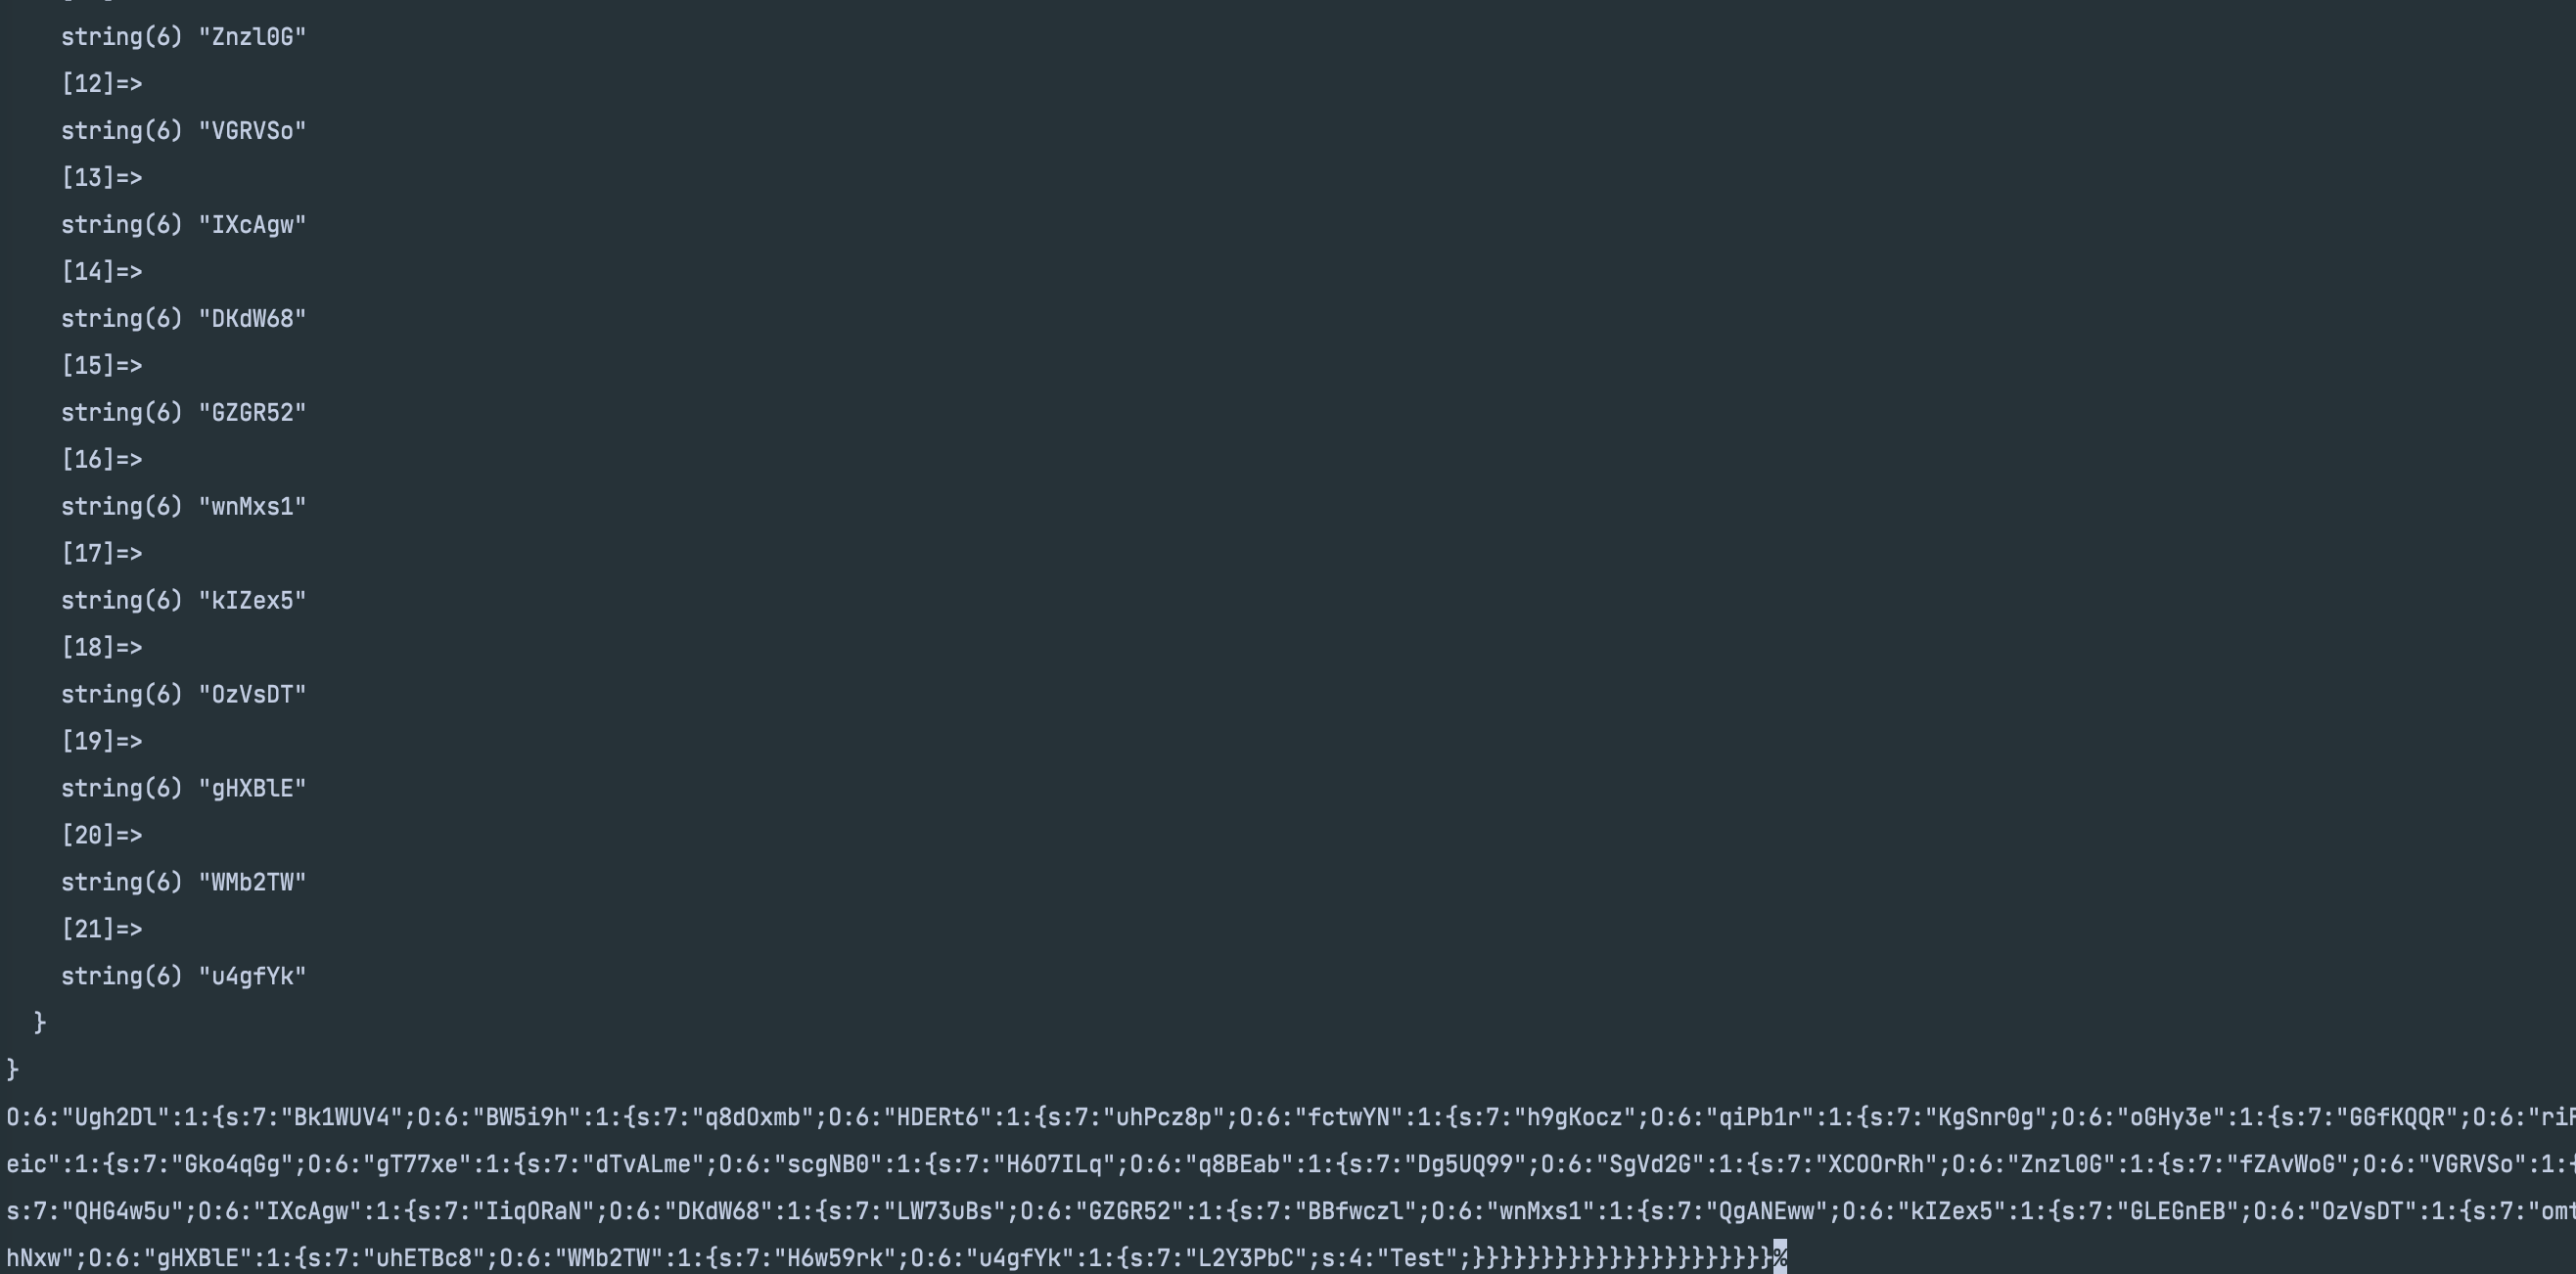 string(6) "Znzl0G"
[12]=>
string(6) "VGRVSo"
[13]=>
string(6) "IXcAgw"
[14]=>
string(6) "DKdW68"
[15]=>
string(6) "GZGR52"
[16]=>
string(6) "wnMxs1"
[17]=>
string(6) "kIZex5"
[18]=>
string(6) "OzVsDT"
[19]=>
string(6) "gHXBlE"
[20]=>
string(6) "WMb2TW"
[21]=>
string(6) "u4gfYk"
}
}
O:6:"Ugh2Dl":1:{s:7:"Bk1WUV4";O:6:"BW5i9h":1:{s:7:"q8dOxmb";O:6:"HDERt6":1:{s:7:"uhPcz8p";O:6:"fctwYN":1:{s:7:"h9gKocz";O:6:"qiPb1r":1:{s:7:"KgSnr0g";O:6:"oGHy3e":1:{s:7:"GGfKQQR";O:6:"ri
eic":1:{s:7:"Gko4qGg";O:6:"gT77xe":1:{s:7:"dTvALme";O:6:"scgNB0":1:{s:7:"H6O7ILq";O:6:"q8BEab":1:{s:7:"Dg5UQ99";O:6:"SgVd2G":1:{s:7:"XCOOrRh";O:6:"Znzl0G":1:{s:7:"fZAvWoG";O:6:"VGRVSo":1:{
s:7:"QHG4w5u";O:6:"IXcAgw":1:{s:7:"IiqORaN";O:6:"DKdW68":1:{s:7:"LW73uBs";O:6:"GZGR52":1:{s:7:"BBfwczl";O:6:"wnMxs1":1:{s:7:"QgANEww";O:6:"kIZex5":1:{s:7:"GLEGnEB";O:6:"OzVsDT":1:{s:7:"omt
hNxw";O:6:"gHXBlE":1:{s:7:"uhETBc8";O:6:"WMb2TW":1:{s:7:"H6w59rk";O:6:"u4gfYk":1:{s:7:"L2Y3PbC";s:4:"Test";}}}}}}}}}}}}}}}}}}}}}}%